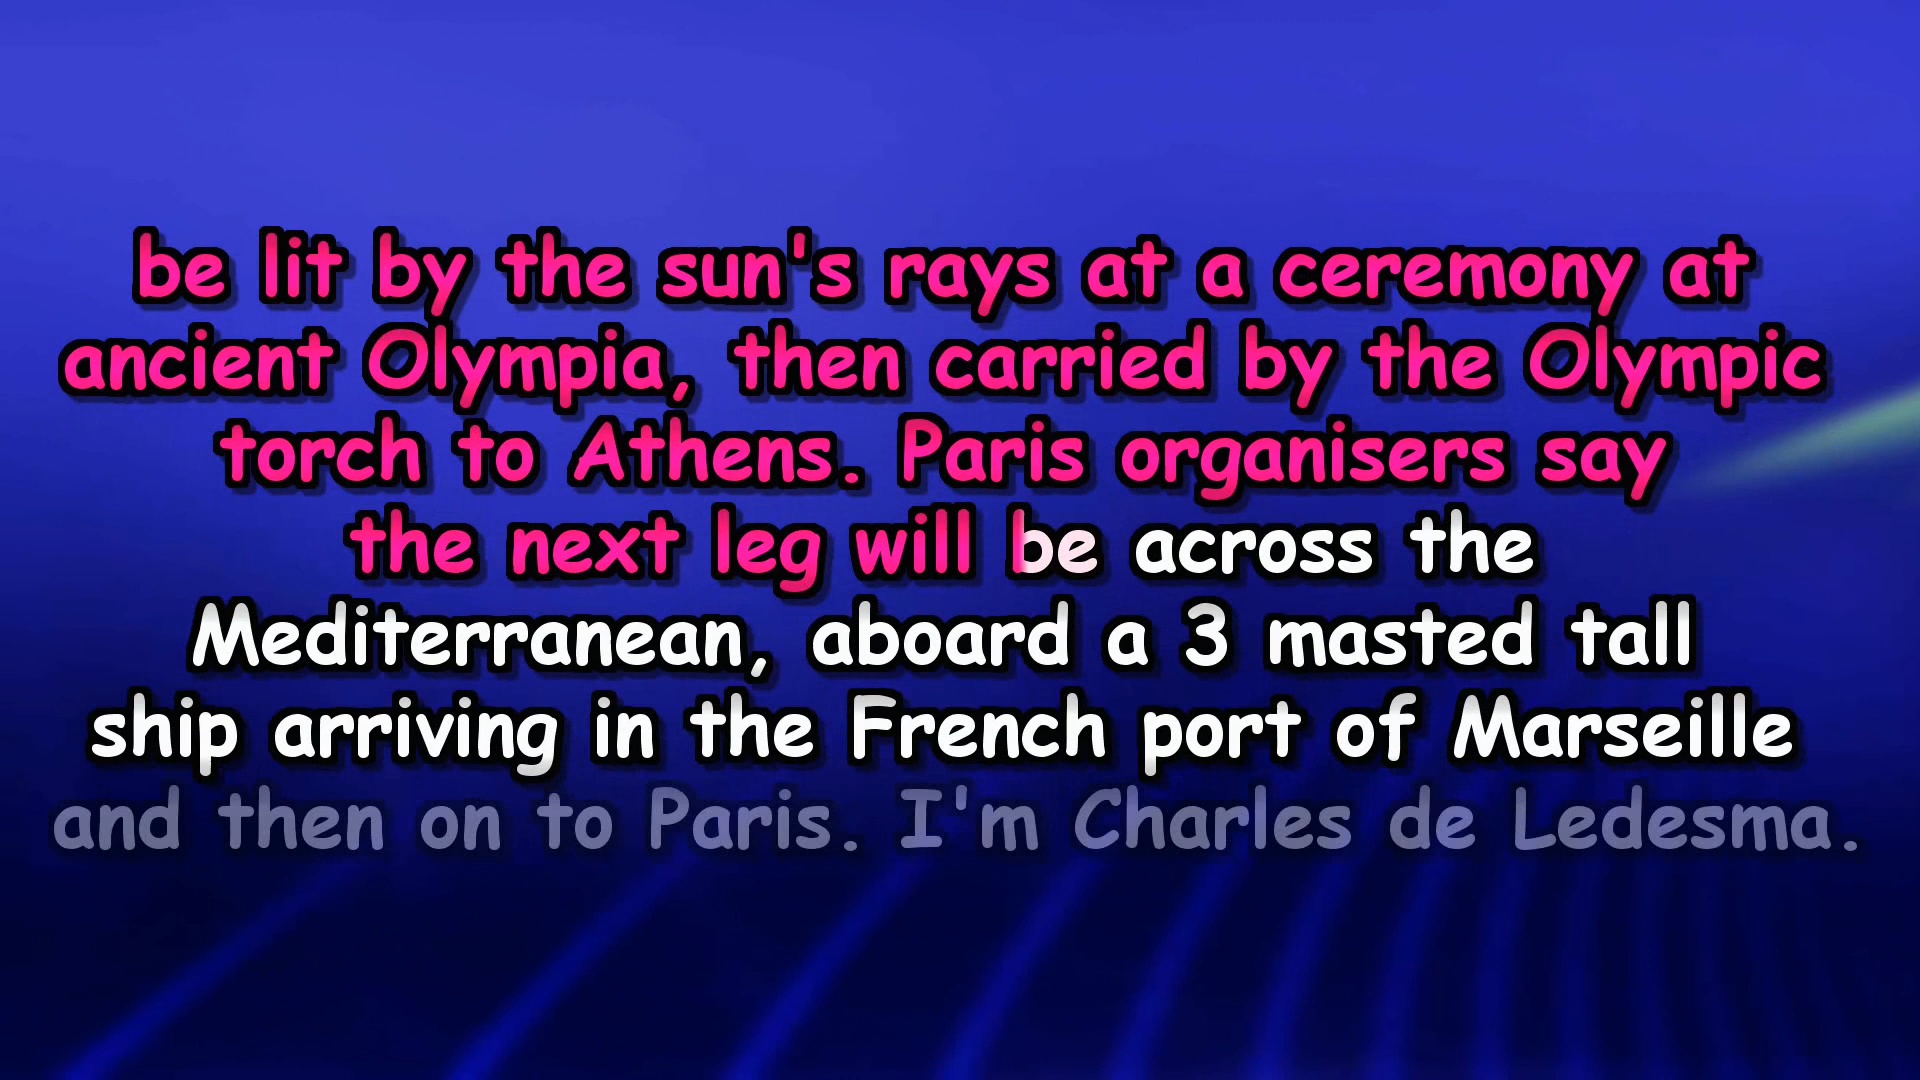 be lit by the sun's rays at a ceremony at
ancient Olympia, then carried by the Olympic
torch to Athens. Paris organisers say
the next leg will be across the
Mediterranean, aboard a 3 masted tall
ship arriving in the French port of Marseille
and then on to Paris. I'm Charles de Ledesma.